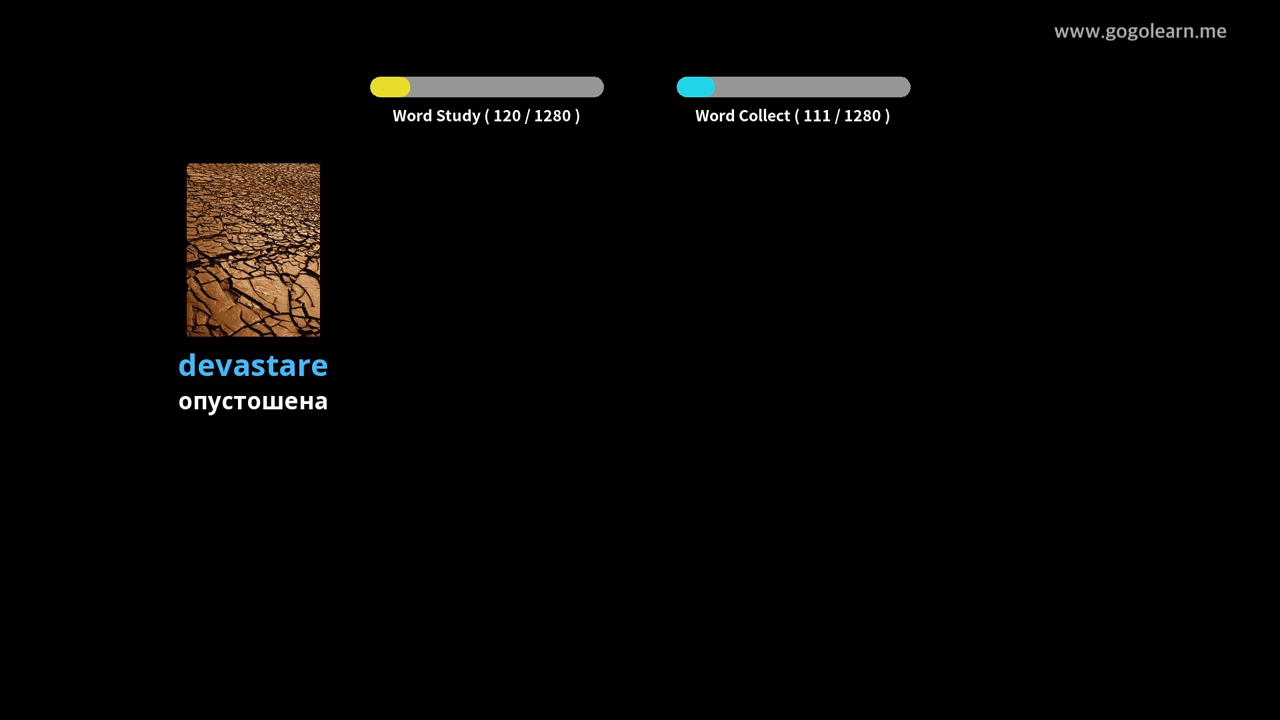 www.gogolearn.me
Word Study ( 120 / 1280 )
Word Collect ( 111 / 1280 )
devastare
опустошена